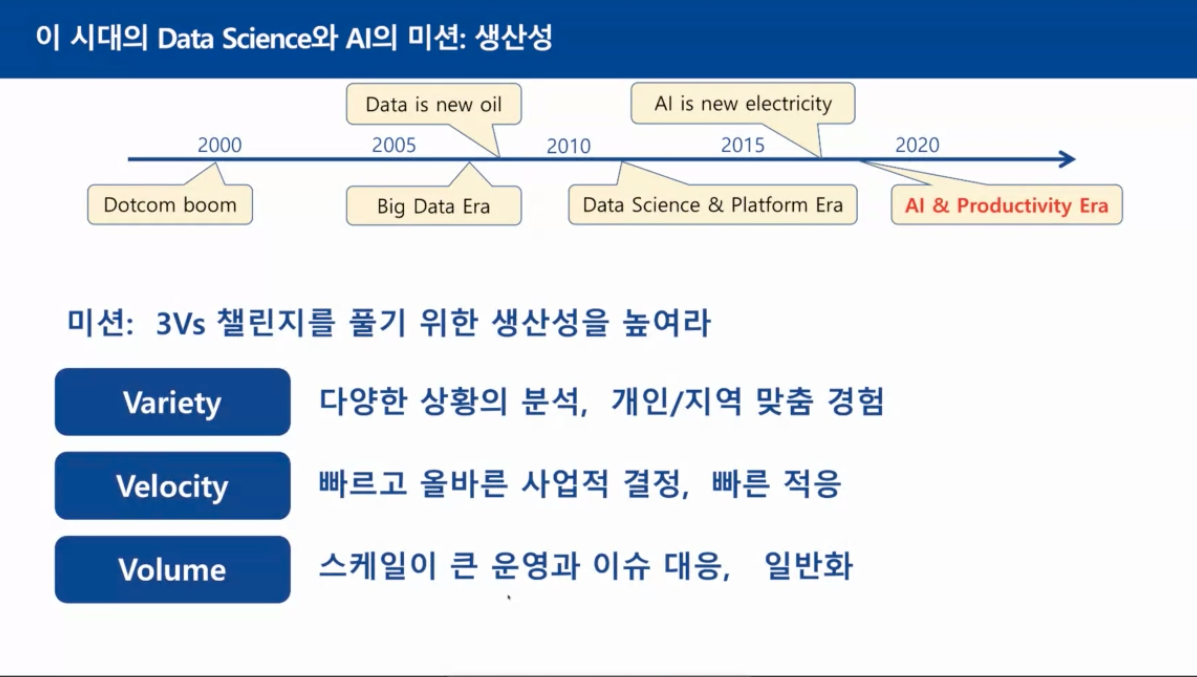 이 시대의 Data Science와 AI의 미션: 생산성
Data is new oil
AI is new electricity
2000
2005
2010
2015
2020
Dotcom boom
Big Data Era
Data Science & Platform Era
AI & Productivity Era
미션: 3Vs 챌린지를 풀기 위한 생산성을 높여라
Variety
다양한 상황의 분석, 개인/지역 맞춤 경험
Velocity
빠르고 올바른 사업적 결정, 빠른 적응
Volume
스케일이 큰 운영과 이슈 대응, 일반화